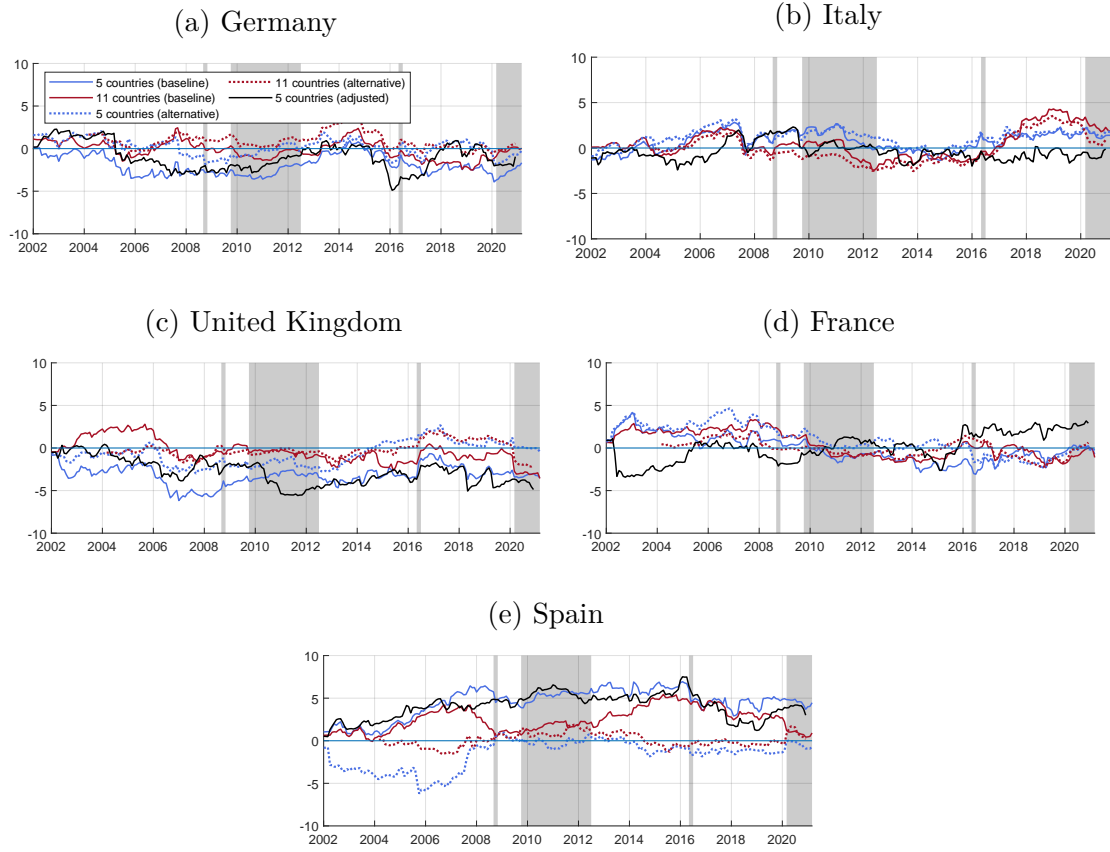 (a) Germany
10
5
0
-5
-10
5 countries (baseline)
11 countries (baseline)
5 countries (alternative)
11 countries (alternative)
5 countries (adjusted)
2002 2004 2006 2008 2010 2012 2014 2016 2018 2020
(b) Italy
10
5
0
-5
-10
2002 2004 2006 2008 2010 2012 2014 2016 2018 2020
(c) United Kingdom
10
5
0
-5
-10
2002 2004 2006 2008 2010 2012 2014 2016 2018 2020
(d) France
10
5
0
-5
-10
2002 2004 2006 2008 2010 2012 2014 2016 2018 2020
(e) Spain
10
5
0
-5
-10
2002 2004 2006 2008 2010 2012 2014 2016 2018 2020